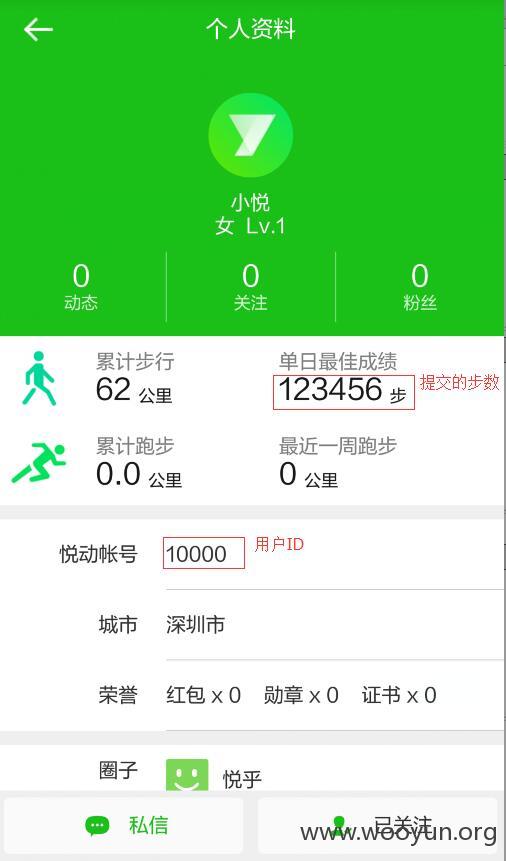 个人资料
小悦
女 Lv.1
0 0 0
动态 关注 粉丝
累计步行 单日最佳成绩
62 公里 123456 步 提交的步数
累计跑步 最近一周跑步
0.0 公里 0 公里
悦动帐号 10000 用户ID
城市 深圳市
荣誉 红包 x 0 勋章 x 0 证书 x 0
圈子 悦乎
私信 已关注
www.wooyun.org